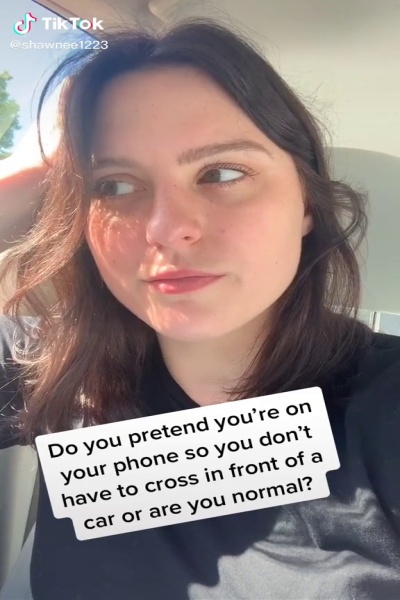 TikTok
@shawnee1223
Do you pretend you're on
your phone so you don't
have to cross in front of a
car or are you normal?